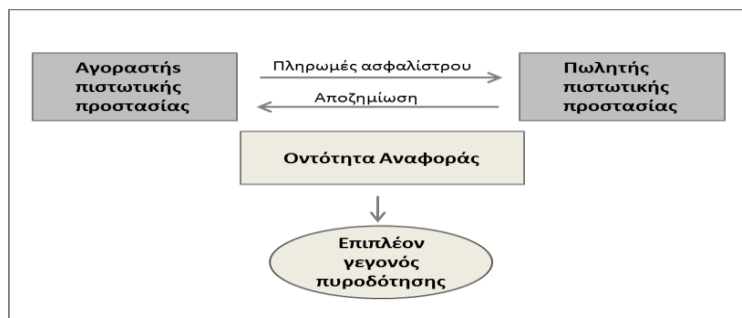 Αγοραστής
πιστωτικής
προστασίας
Πληρωμές ασφαλίστρου
Αποζημίωση
Πωλητής
πιστωτικής
προστασίας
Οντότητα Αναφοράς
Επιπλέον
γεγονός
πυροδότησης